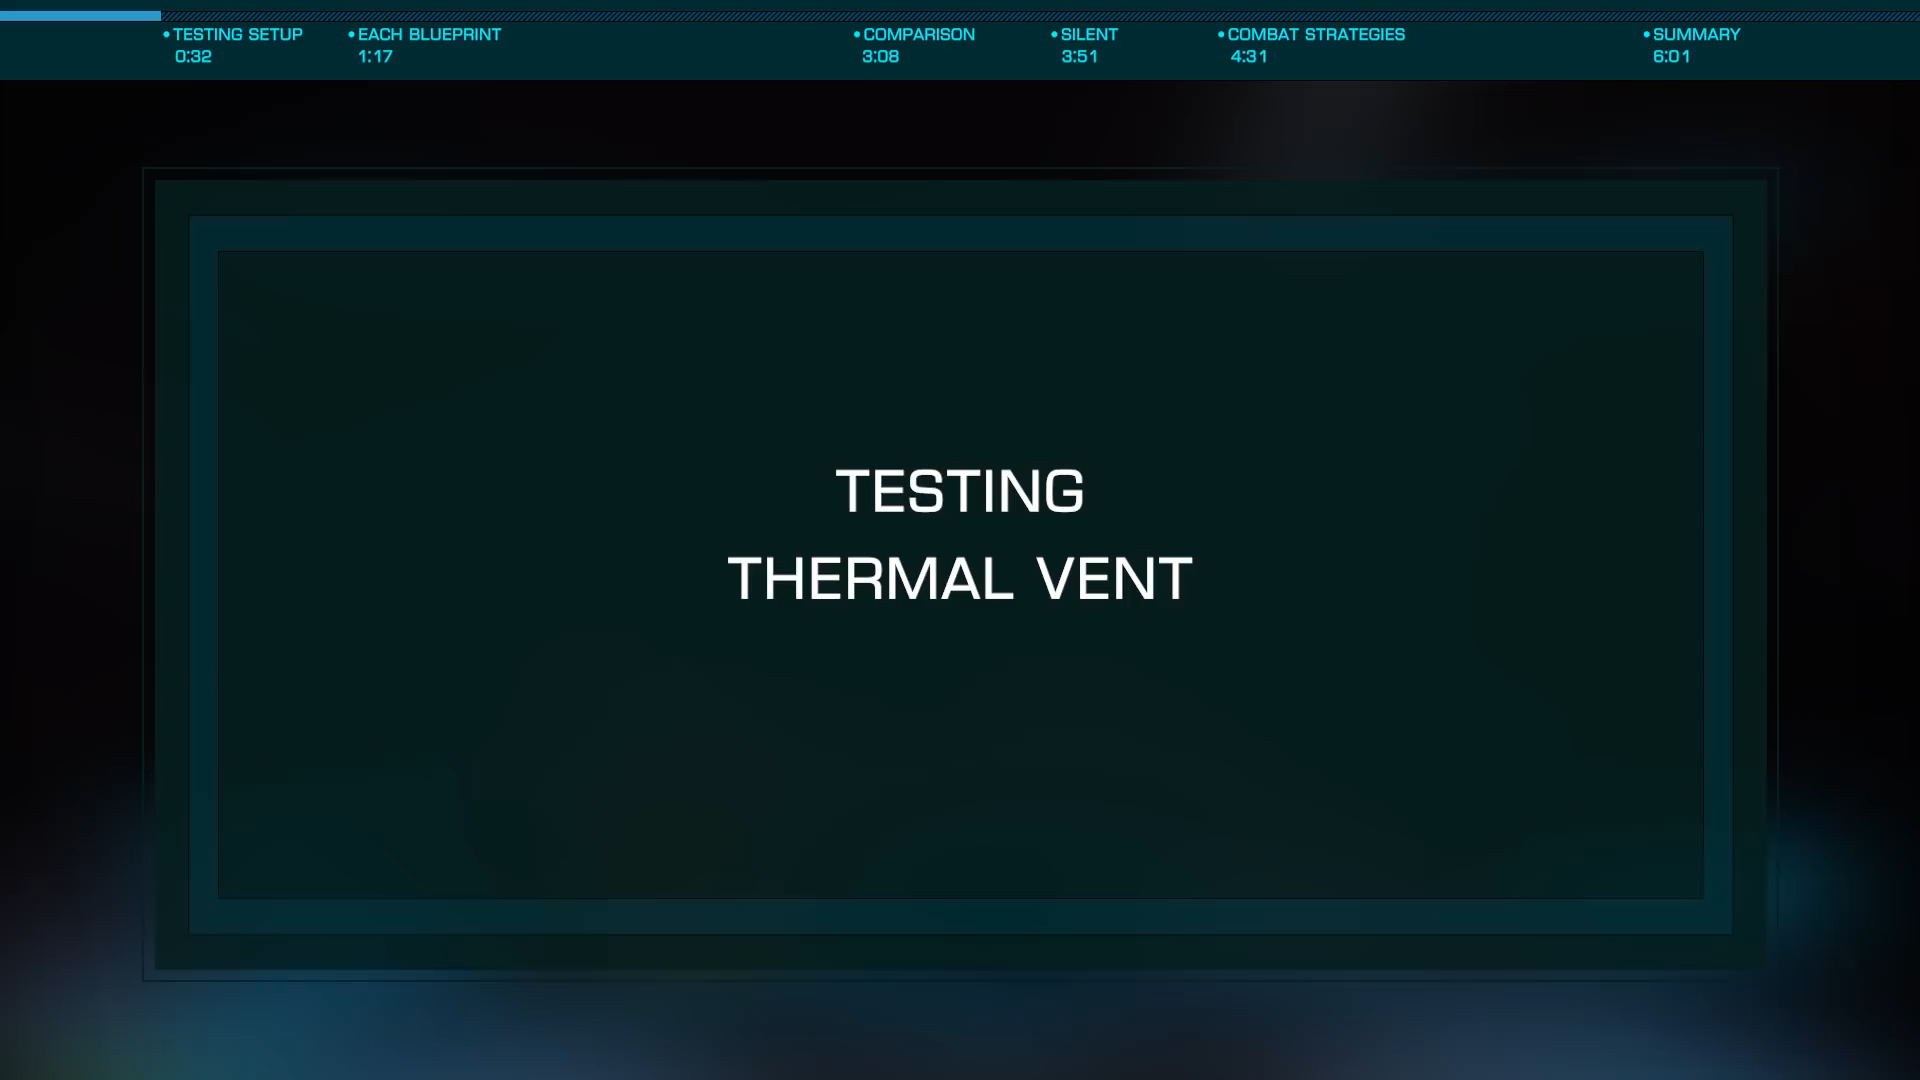 • TESTING SETUP
0:32
• EACH BLUEPRINT
1:17
• COMPARISON
3:08
• SILENT
3:51
• COMBAT STRATEGIES
4:31
• SUMMARY
6:01
TESTING
THERMAL VENT